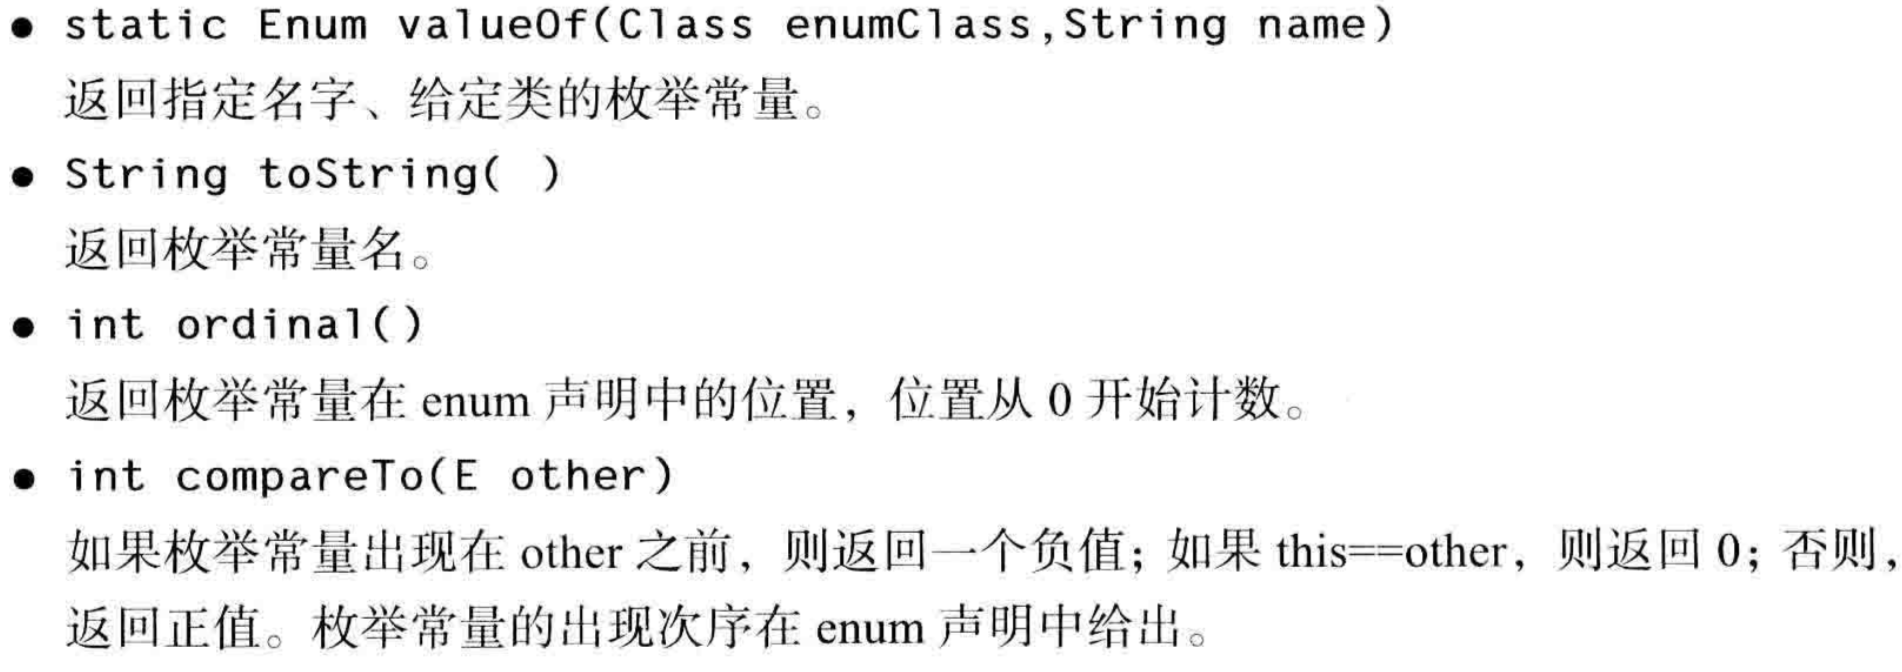 ● static Enum valueOf(Class enumClass,String name)
返回指定名字、给定类的枚举常量。
● String toString( )
返回枚举常量名。
● int ordinal()
返回枚举常量在 enum 声明中的位置，位置从 0 开始计数。
● int compareTo(E other)
如果枚举常量出现在 other 之前，则返回一个负值；如果 this==other，则返回 0；否则，
返回正值。枚举常量的出现次序在 enum 声明中给出。